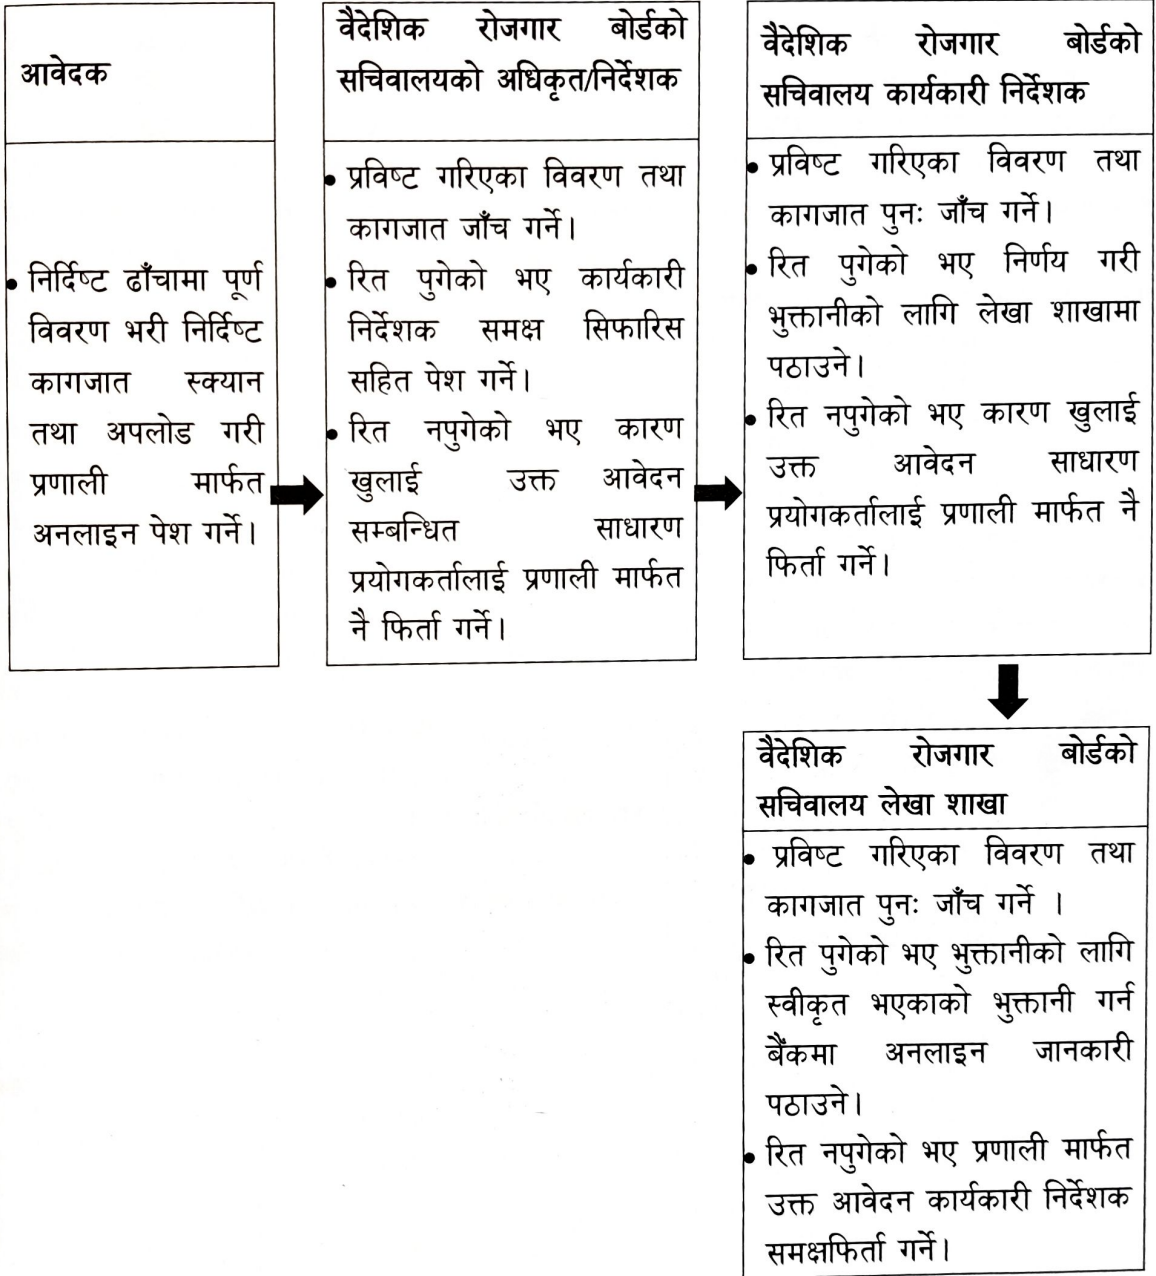 आवेदक
• निर्दिष्ट ढाँचामा पूर्ण
विवरण भरी निर्दिष्ट
कागजात स्क्यान
तथा अपलोड गरी
प्रणाली मार्फत
अनलाइन पेश गर्ने।
वैदेशिक रोजगार बोर्डको
सचिवालयको अधिकृत/निर्देशक
• प्रविष्ट गरिएका विवरण तथा
कागजात जाँच गर्ने।
• रित पुगेको भए कार्यकारी
निर्देशक समक्ष सिफारिस
सहित पेश गर्ने।
• रित नपुगेको भए कारण
खुलाई उक्त आवेदन
सम्बन्धित साधारण
प्रयोगकर्तालाई प्रणाली मार्फत
नै फिर्ता गर्ने।
वैदेशिक रोजगार बोर्डको
सचिवालय कार्यकारी निर्देशक
• प्रविष्ट गरिएका विवरण तथा
कागजात पुनः जाँच गर्ने।
• रित पुगेको भए निर्णय गरी
भुक्तानीको लागि लेखा शाखामा
पठाउने।
• रित नपुगेको भए कारण खुलाई
उक्त आवेदन साधारण
प्रयोगकर्तालाई प्रणाली मार्फत नै
फिर्ता गर्ने।
वैदेशिक रोजगार बोर्डको
सचिवालय लेखा शाखा
• प्रविष्ट गरिएका विवरण तथा
कागजात पुनः जाँच गर्ने ।
• रित पुगेको भए भुक्तानीको लागि
स्वीकृत भएकाको भुक्तानी गर्न
बैंकमा अनलाइन जानकारी
पठाउने।
• रित नपुगेको भए प्रणाली मार्फत
उक्त आवेदन कार्यकारी निर्देशक
समक्षफिर्ता गर्ने।